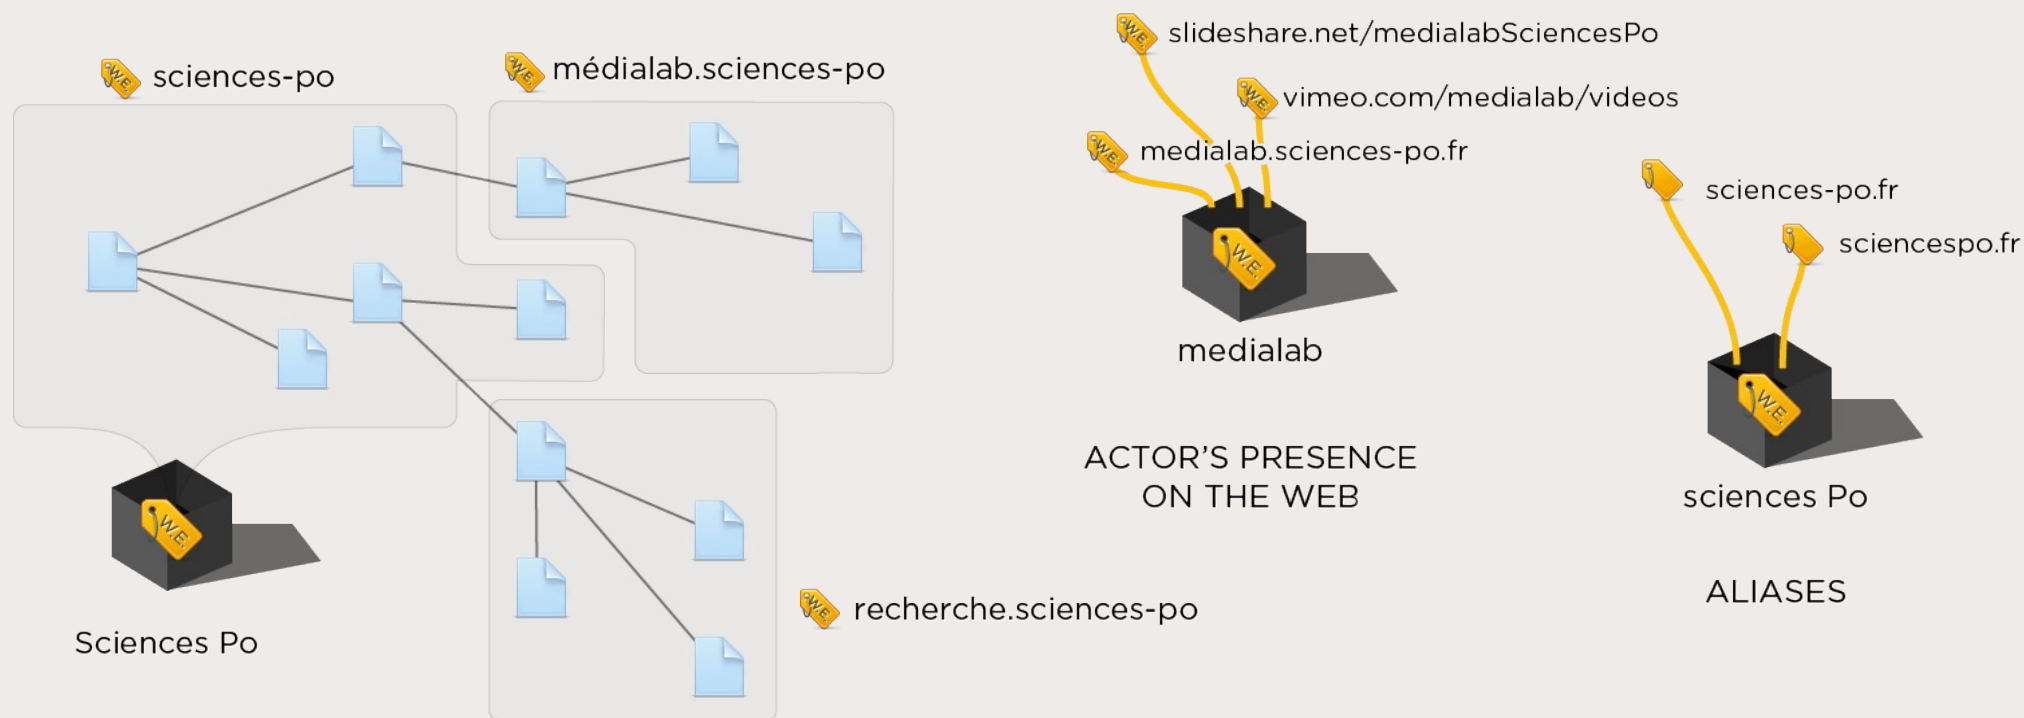 W.E. sciences-po
W.E. médialab.sciences-po
W.E.
Sciences Po
W.E. recherche.sciences-po
W.E. slideshare.net/medialabSciencesPo
W.E. vimeo.com/medialab/videos
W.E. medialab.sciences-po.fr
W.E.
medialab
ACTOR'S PRESENCE
ON THE WEB
sciences-po.fr
sciencespo.fr
W.E.
sciences Po
ALIASES